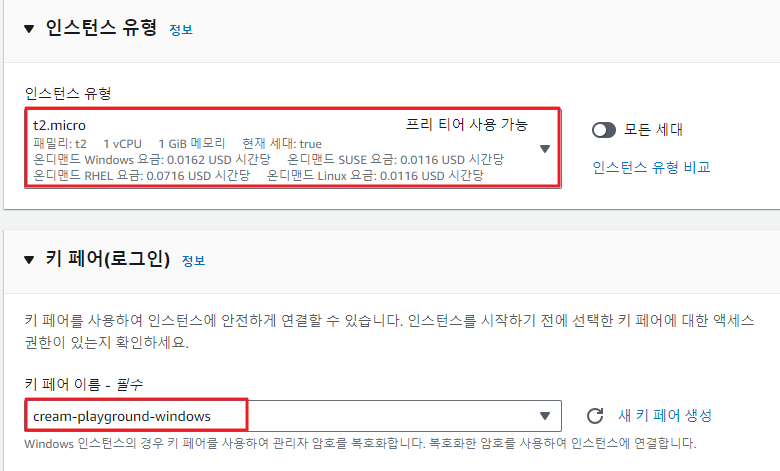 인스턴스 유형 정보
인스턴스 유형
t2.micro 프리 티어 사용 가능
패밀리: t2 1 vCPU 1 GiB 메모리 현재 세대: true
온디맨드 Windows 요금: 0.0162 USD 시간당 온디맨드 SUSE 요금: 0.0116 USD 시간당
온디맨드 RHEL 요금: 0.0716 USD 시간당 온디맨드 Linux 요금: 0.0116 USD 시간당
모든 세대
인스턴스 유형 비교
키 페어(로그인) 정보
키 페어를 사용하여 인스턴스에 안전하게 연결할 수 있습니다. 인스턴스를 시작하기 전에 선택한 키 페어에 대한 액세스
권한이 있는지 확인하세요.
키 페어 이름 - 필수
cream-playground-windows
새 키 페어 생성
Windows 인스턴스의 경우 키 페어를 사용하여 관리자 암호를 복호화합니다. 복호화한 암호를 사용하여 인스턴스에 연결합니다.